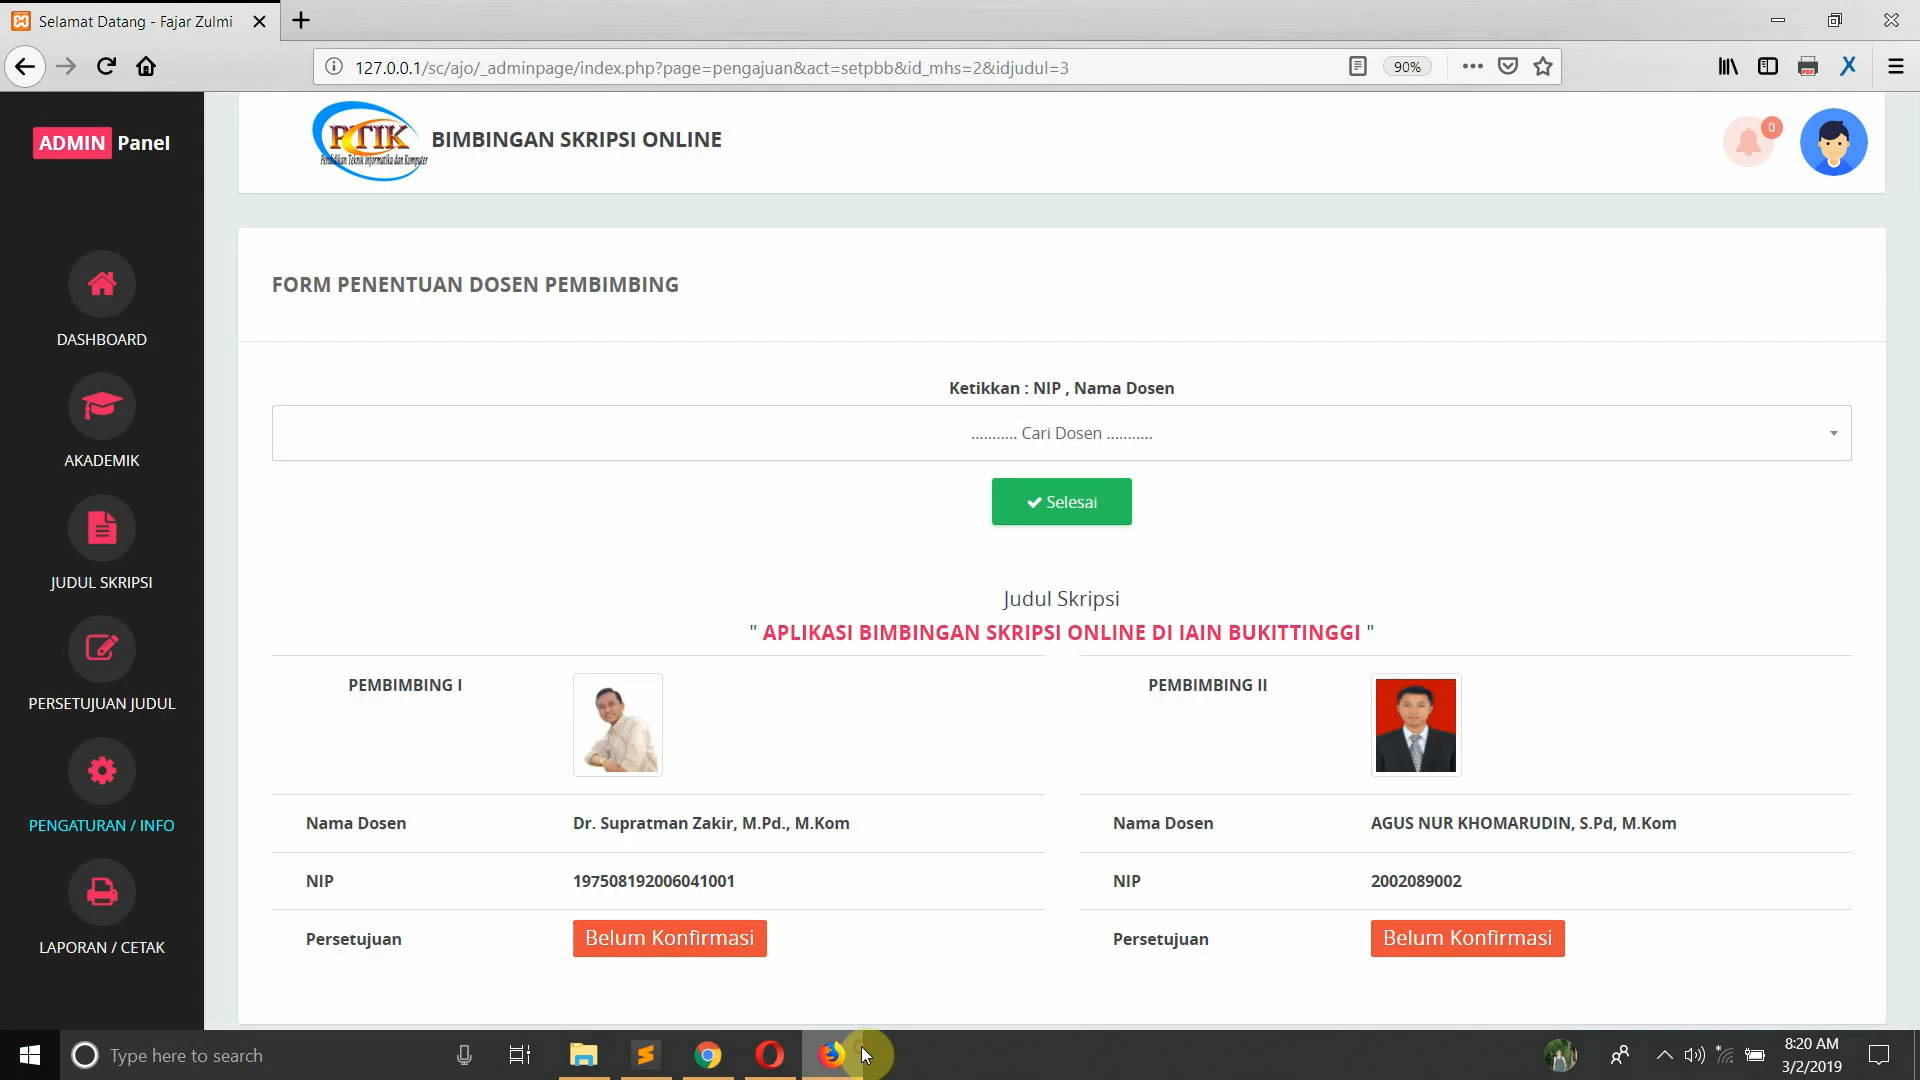 Selamat Datang - Fajar Zulmi
127.0.0.1/sc/ajo/_adminpage/index.php?page=pengajuan&act=setpbb&id_mhs=2&idjudul=3
90%
ADMIN Panel
PTIK
Pendidikan Teknik Informatika dan Komputer
BIMBINGAN SKRIPSI ONLINE
0
DASHBOARD
AKADEMIK
JUDUL SKRIPSI
PERSETUJUAN JUDUL
PENGATURAN / INFO
LAPORAN / CETAK
FORM PENENTUAN DOSEN PEMBIMBING
Ketikkan : NIP , Nama Dosen
........... Cari Dosen ...........
Selesai
Judul Skripsi
" APLIKASI BIMBINGAN SKRIPSI ONLINE DI IAIN BUKITTINGGI "
PEMBIMBING I
Nama Dosen Dr. Supratman Zakir, M.Pd., M.Kom
NIP 197508192006041001
Persetujuan Belum Konfirmasi
PEMBIMBING II
Nama Dosen AGUS NUR KHOMARUDIN, S.Pd, M.Kom
NIP 2002089002
Persetujuan Belum Konfirmasi
Type here to search
8:20 AM
3/2/2019